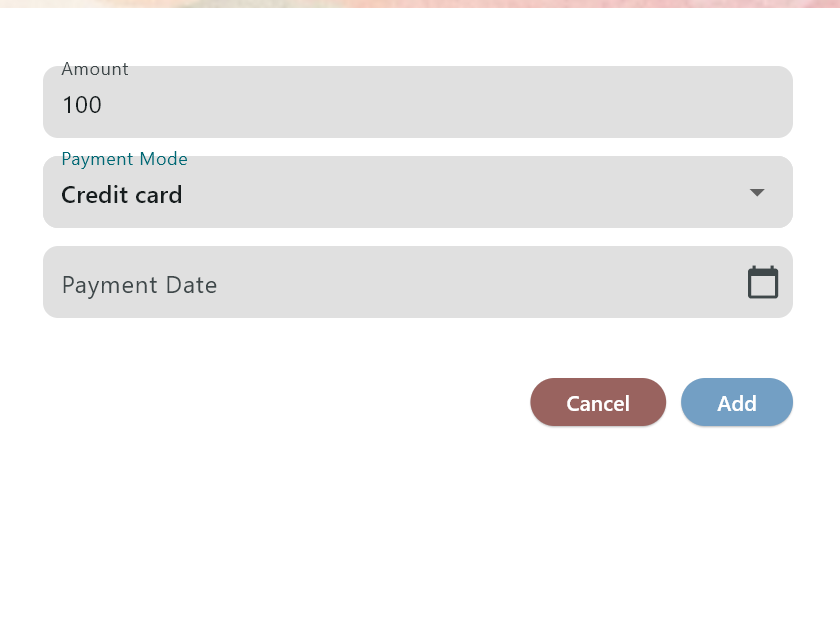 Amount
100
Payment Mode
Credit card
Payment Date
Cancel
Add